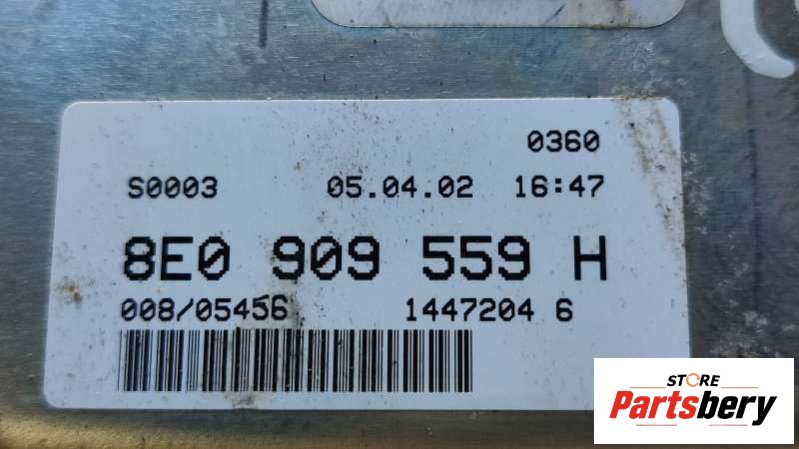 0360
S0003 05.04.02 16:47
8E0 909 559 H
008/05456 1447204 6
STORE
Partsbery